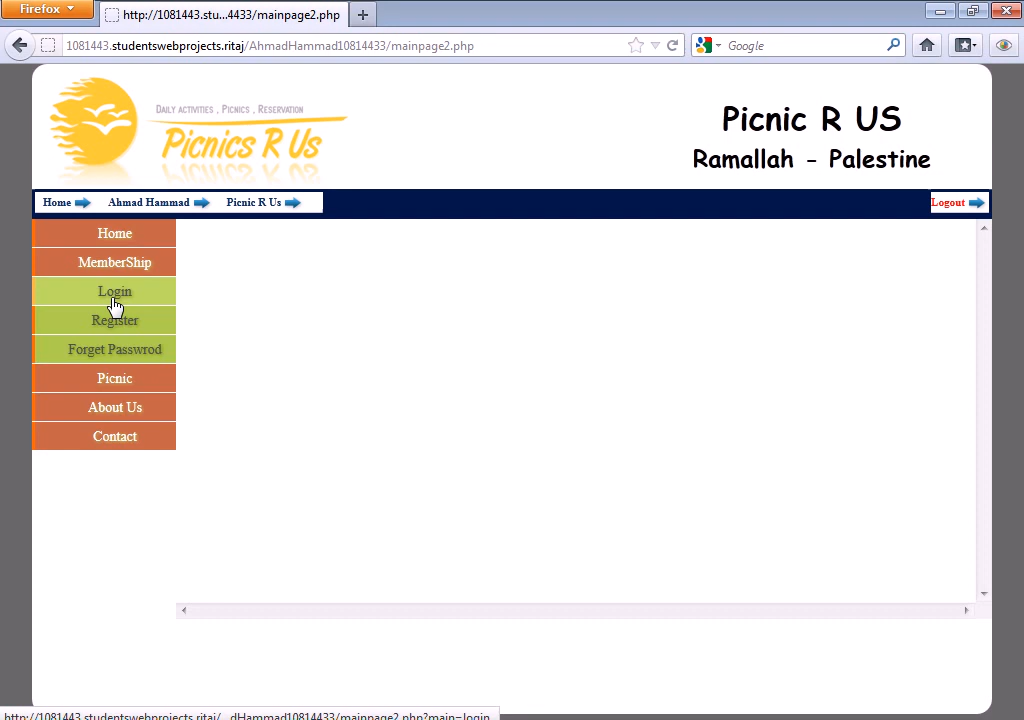 Firefox
http://1081443.stu...4433/mainpage2.php
1081443.studentswebprojects.ritaj/AhmadHammad10814433/mainpage2.php
Google
DAILY ACTIVITIES , PICNICS , RESERVATION
Picnics R Us
Picnic R US
Ramallah - Palestine
Home
Ahmad Hammad
Picnic R Us
Logout
Home
MemberShip
Login
Register
Forget Passwrod
Picnic
About Us
Contact
http://1081443.studentswebprojects.ritaj/...dHammad10814433/mainpage2.php?main=login